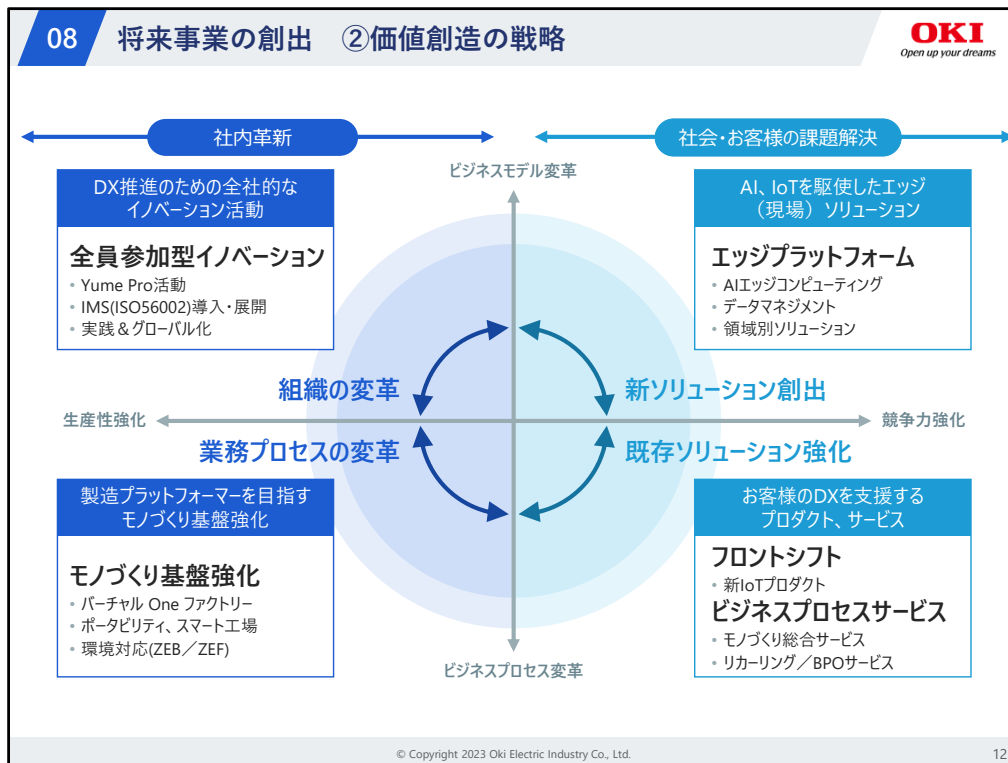 08 将来事業の創出 ②価値創造の戦略
OKI
Open up your dreams
社内革新
社会・お客様の課題解決
ビジネスモデル変革
DX推進のための全社的な
イノベーション活動
全員参加型イノベーション
• Yume Pro活動
• IMS(ISO56002)導入・展開
• 実践＆グローバル化
AI、IoTを駆使したエッジ
（現場）ソリューション
エッジプラットフォーム
• AIエッジコンピューティング
• データマネジメント
• 領域別ソリューション
組織の変革
新ソリューション創出
生産性強化
競争力強化
業務プロセスの変革
既存ソリューション強化
製造プラットフォーマーを目指す
モノづくり基盤強化
モノづくり基盤強化
• バーチャル One ファクトリー
• ポータビリティ、スマート工場
• 環境対応(ZEB／ZEF)
お客様のDXを支援する
プロダクト、サービス
フロントシフト
• 新IoTプロダクト
ビジネスプロセスサービス
• モノづくり総合サービス
• リカーリング／BPOサービス
ビジネスプロセス変革
© Copyright 2023 Oki Electric Industry Co., Ltd.
12